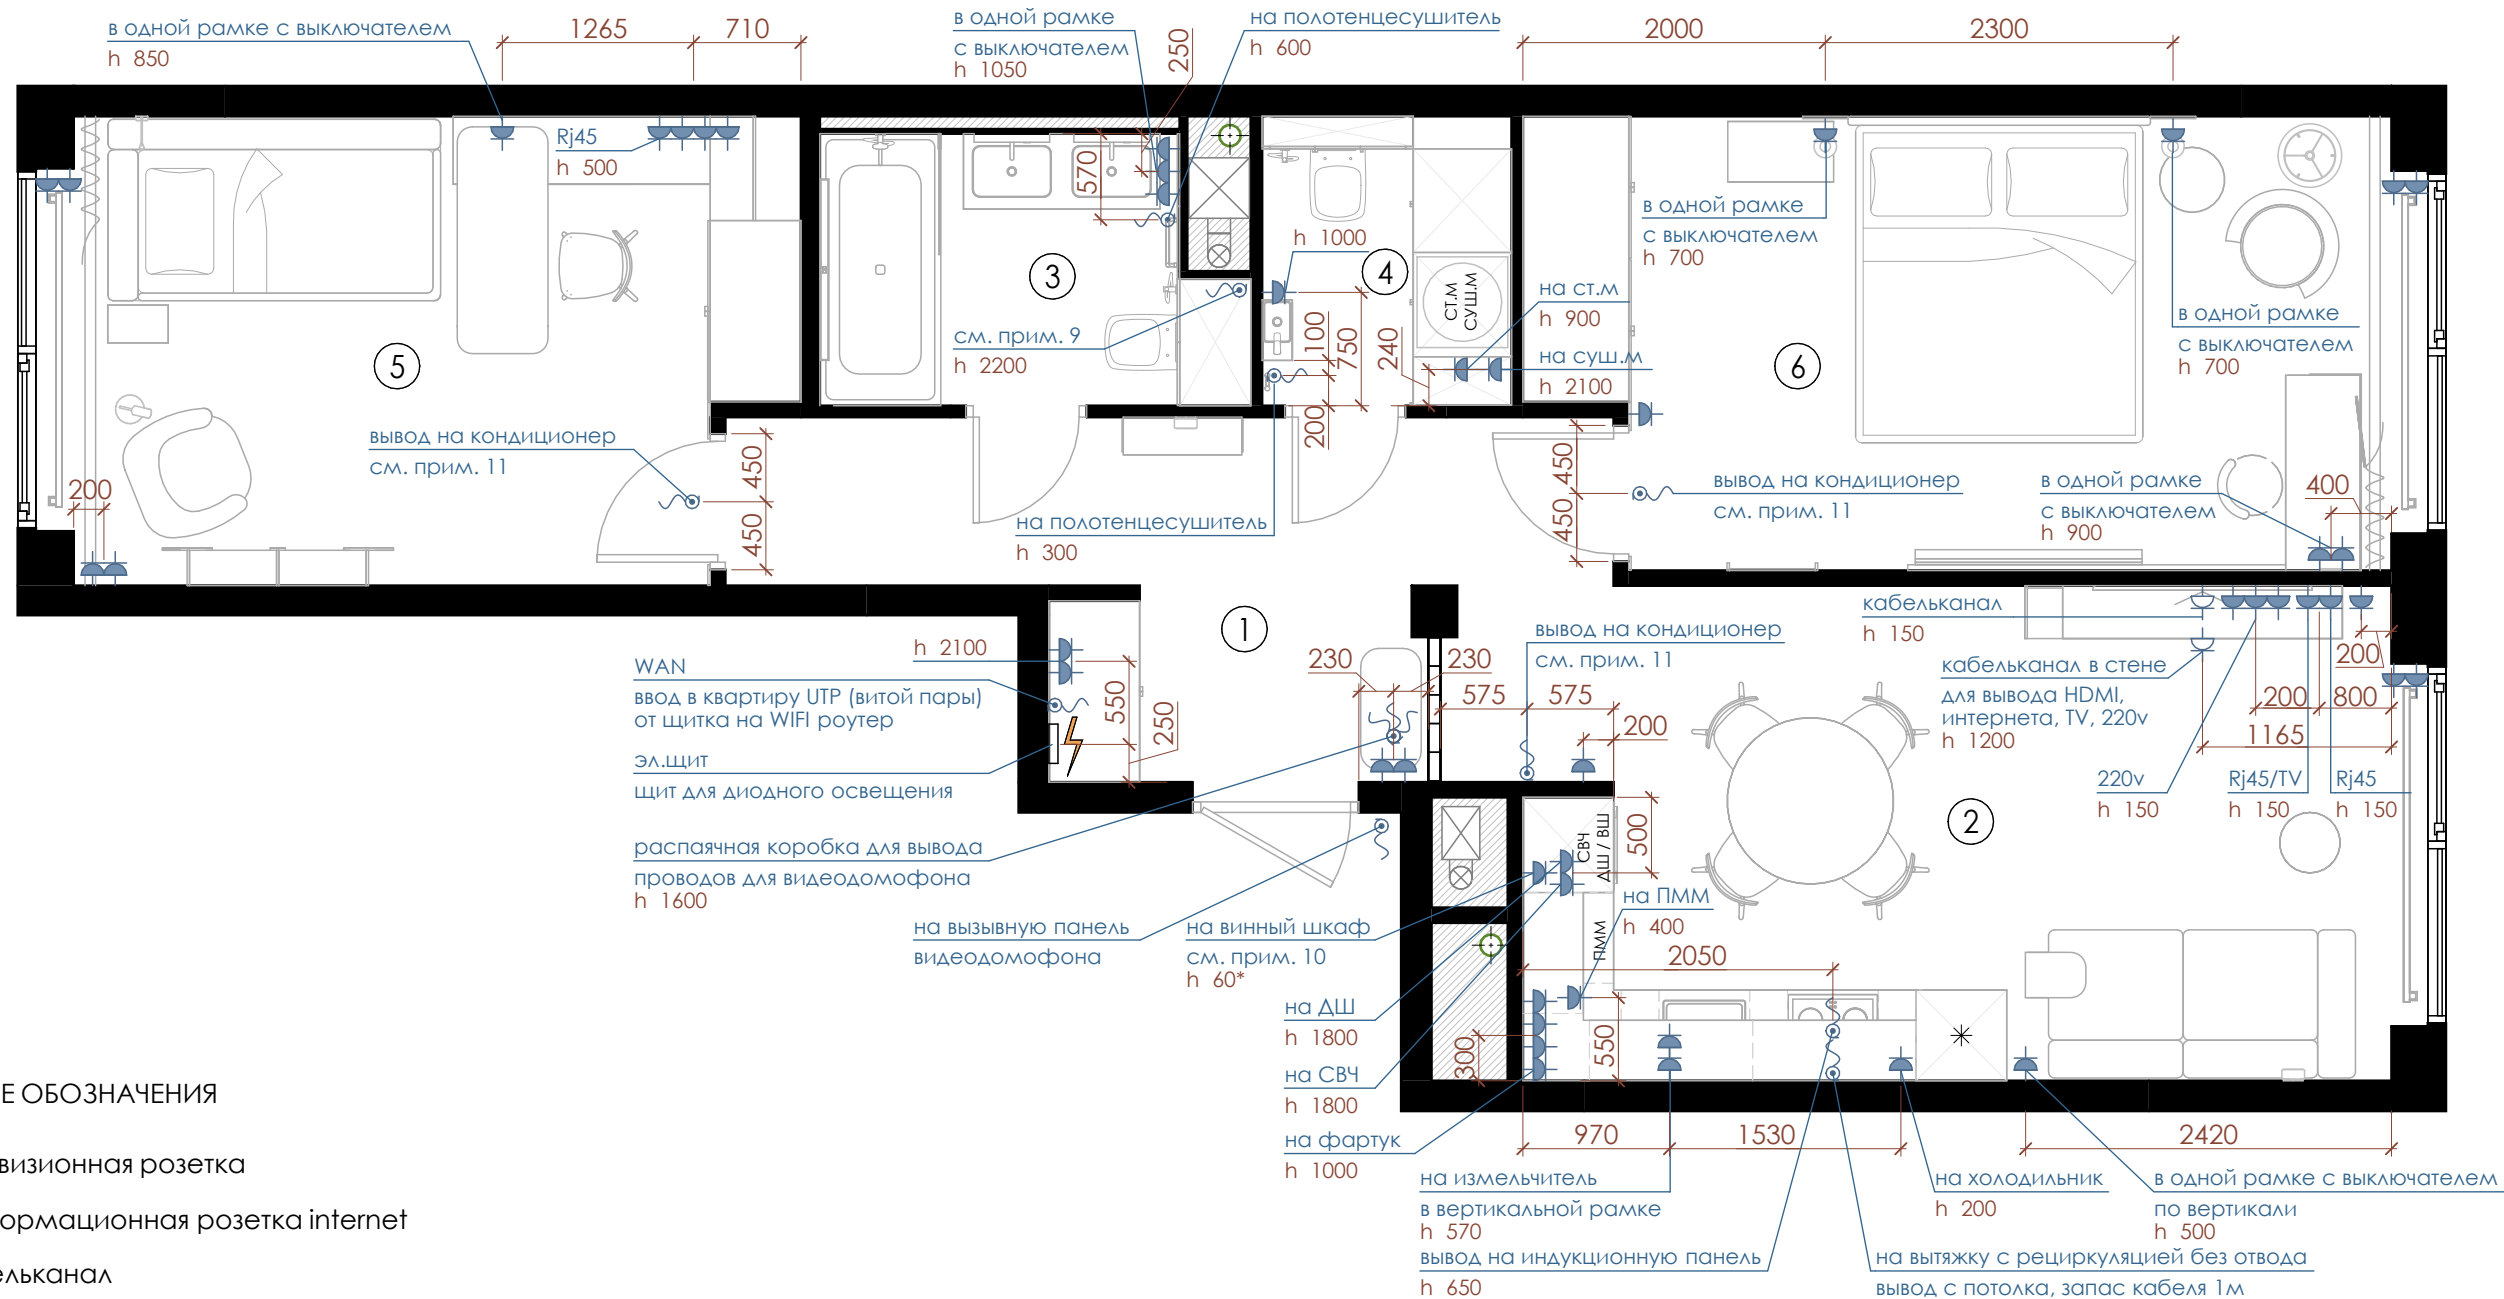 в одной рамке с выключателем
h 850
1265
710
в одной рамке
с выключателем
h 1050
250
на полотенцесушитель
h 600
2000
2300
Rj45
h 500
570
h 1000
в одной рамке
с выключателем
h 700
3
4
5
6
СТ.М
СУШ.М
на ст.м
h 900
на суш.м
h 2100
см. прим. 9
h 2200
100
750
240
200
в одной рамке
с выключателем
h 700
вывод на кондиционер
см. прим. 11
450
450
200
на полотенцесушитель
h 300
450
450
вывод на кондиционер
см. прим. 11
в одной рамке
с выключателем
h 900
400
1
h 2100
WAN
ввод в квартиру UTP (витой пары)
от щитка на WIFI роутер
550
250
эл.щит
щит для диодного освещения
230
230
575
575
200
вывод на кондиционер
см. прим. 11
кабельканал
h 150
кабельканал в стене
для вывода HDMI,
интернета, TV, 220v
h 1200
200
200
800
1165
220v
h 150
Rj45/TV
h 150
Rj45
h 150
2
распаячная коробка для вывода
проводов для видеодомофона
h 1600
на вызывную панель
видеодомофона
на винный шкаф
см. прим. 10
h 60*
СВЧ
ДШ / ВШ
500
на ПММ
h 400
ПММ
2050
на ДШ
h 1800
на СВЧ
h 1800
на фартук
h 1000
300
550
970
1530
2420
на измельчитель
в вертикальной рамке
h 570
вывод на индукционную панель
h 650
на холодильник
h 200
в одной рамке с выключателем
по вертикали
h 500
на вытяжку с рециркуляцией без отвода
вывод с потолка, запас кабеля 1м
Е ОБОЗНАЧЕНИЯ
визионная розетка
ормационная розетка internet
ельканал